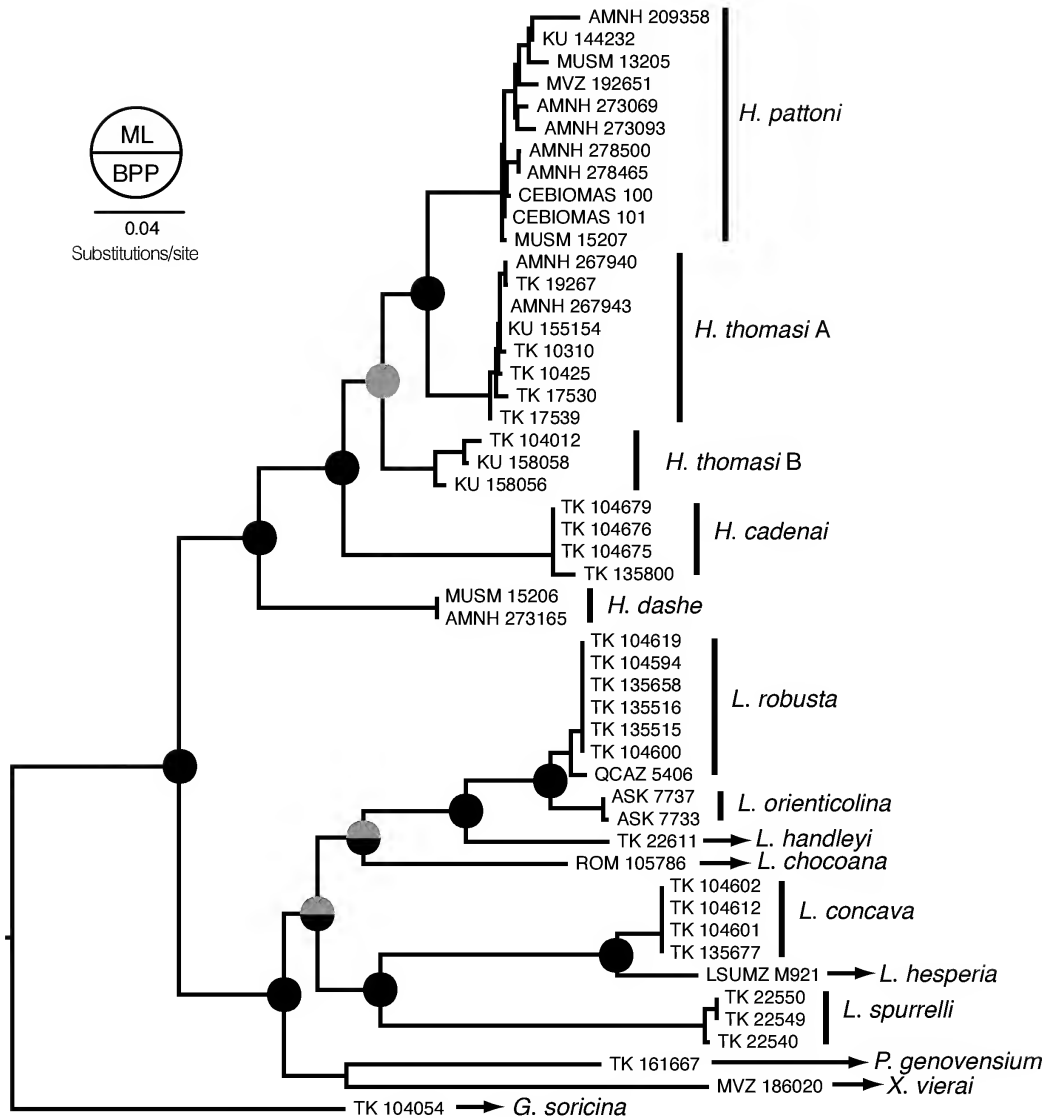 AMNH 209358
KU 144232
MUSM 13205
MVZ 192651
AMNH 273069
AMNH 273093
AMNH 278500
AMNH 278465
CEBIOMAS 100
CEBIOMAS 101
MUSM 15207
H. pattoni
ML
BPP
0.04
Substitutions/site
AMNH 267940
TK 19267
AMNH 267943
KU 155154
TK 10310
TK 10425
TK 17530
TK 17539
H. thomasi A
TK 104012
KU 158058
KU 158056
H. thomasi B
TK 104679
TK 104676
TK 104675
TK 135800
H. cadenai
MUSM 15206
AMNH 273165
H. dashe
TK 104619
TK 104594
TK 135658
TK 135516
TK 135515
TK 104600
QCAZ 5406
L. robusta
ASK 7737
ASK 7733
L. orienticolina
TK 22611
L. handleyi
ROM 105786
L. chocoana
TK 104602
TK 104612
TK 104601
TK 135677
L. concava
LSUMZ M921
L. hesperia
TK 22550
TK 22549
TK 22540
L. spurrelli
TK 161667
P. genovensium
MVZ 186020
X. vierai
TK 104054
G. soricina